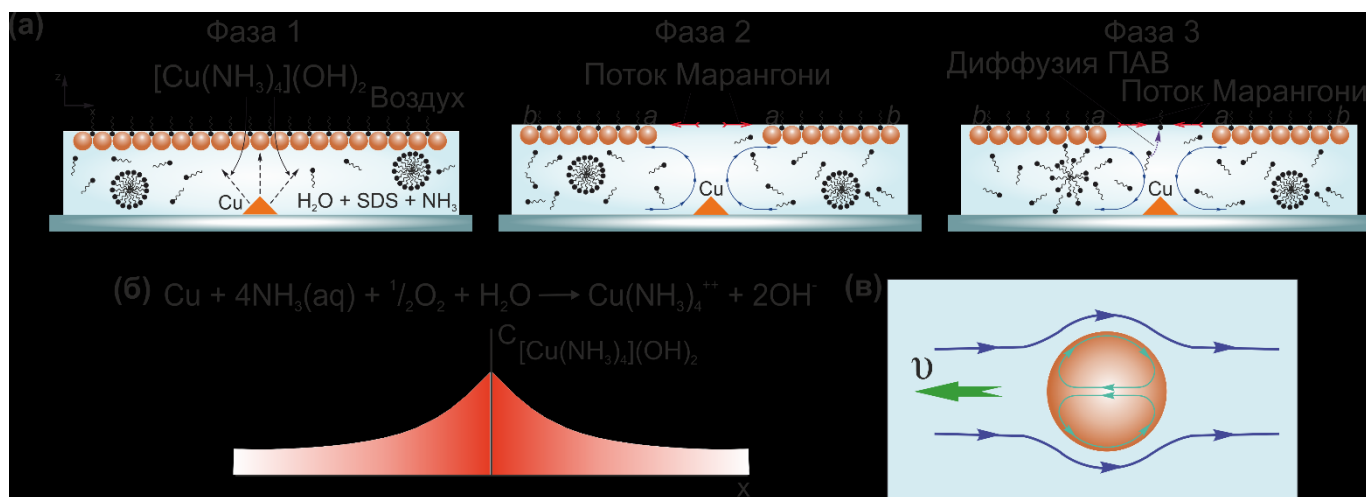 (а)
Фаза 1
Фаза 2
Фаза 3
[Cu(NH₃)₄](OH)₂
Воздух
z
x
Cu
H₂O + SDS + NH₃
Поток Марангони
b
a
a
b
Cu
Диффузия ПАВ
Поток Марангони
b
a
a
b
Cu
(б) Cu + 4NH₃(aq) + ¹/₂O₂ + H₂O ⟶ Cu(NH₃)₄⁺⁺ + 2OH⁻
C[Cu(NH₃)₄](OH)₂
x
(в)
υ